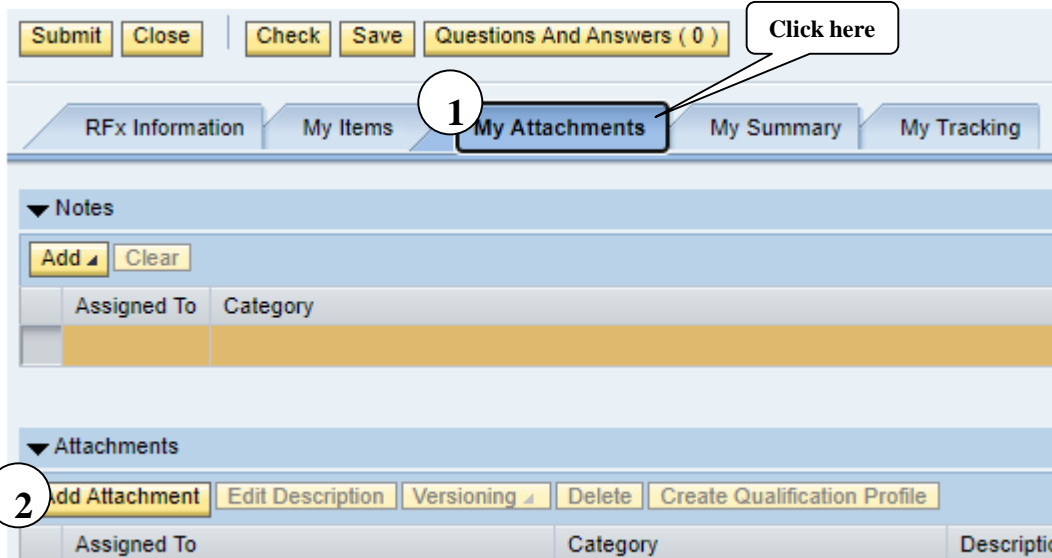 Submit Close Check Save Questions And Answers ( 0 ) Click here
RFx Information My Items 1 My Attachments My Summary My Tracking
Notes
Add Clear
Assigned To Category
Attachments
2 Add Attachment Edit Description Versioning Delete Create Qualification Profile
Assigned To Category Descriptio